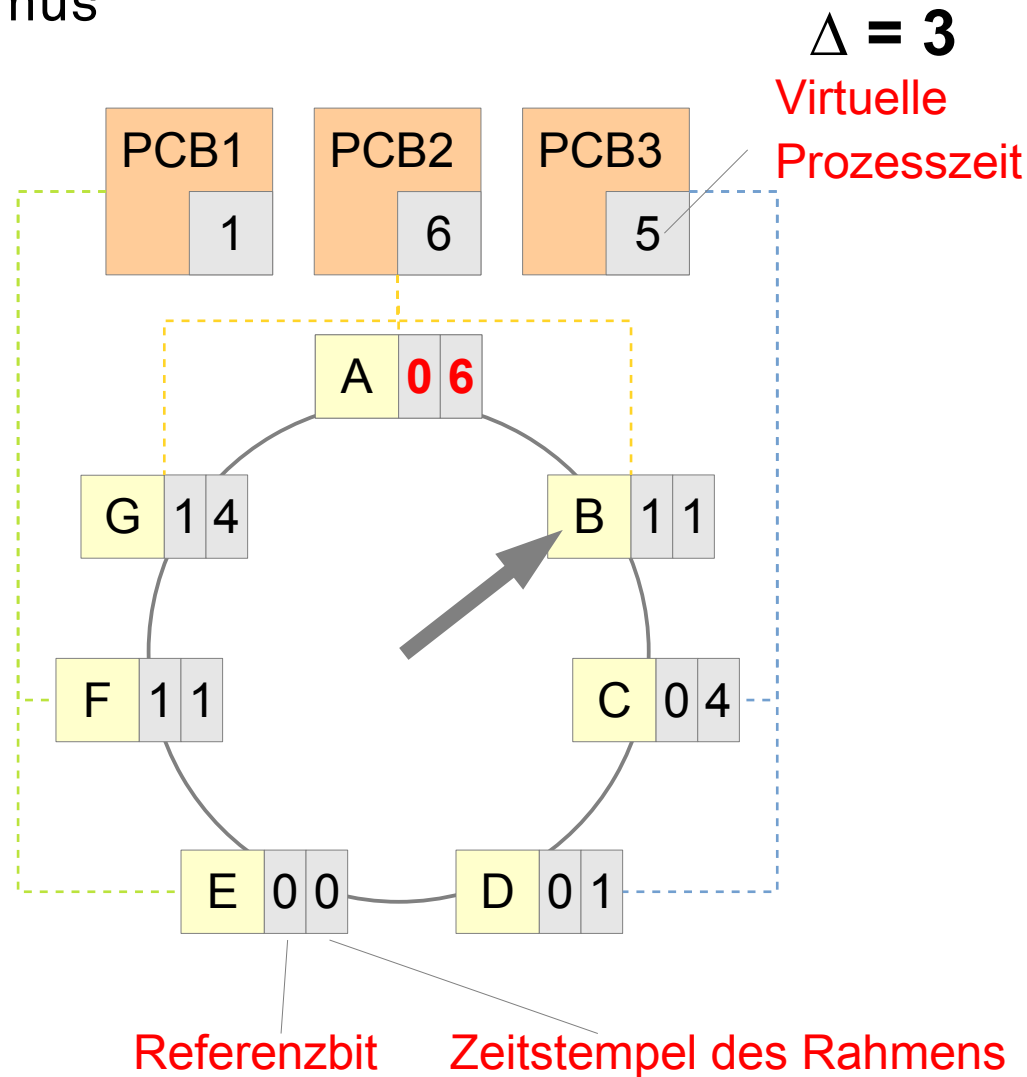 nus
Δ = 3
Virtuelle
Prozesszeit
PCB1 PCB2 PCB3
1 6 5
A 0 6
G 1 4 B 1 1
F 1 1 C 0 4
E 0 0 D 0 1
Referenzbit Zeitstempel des Rahmens